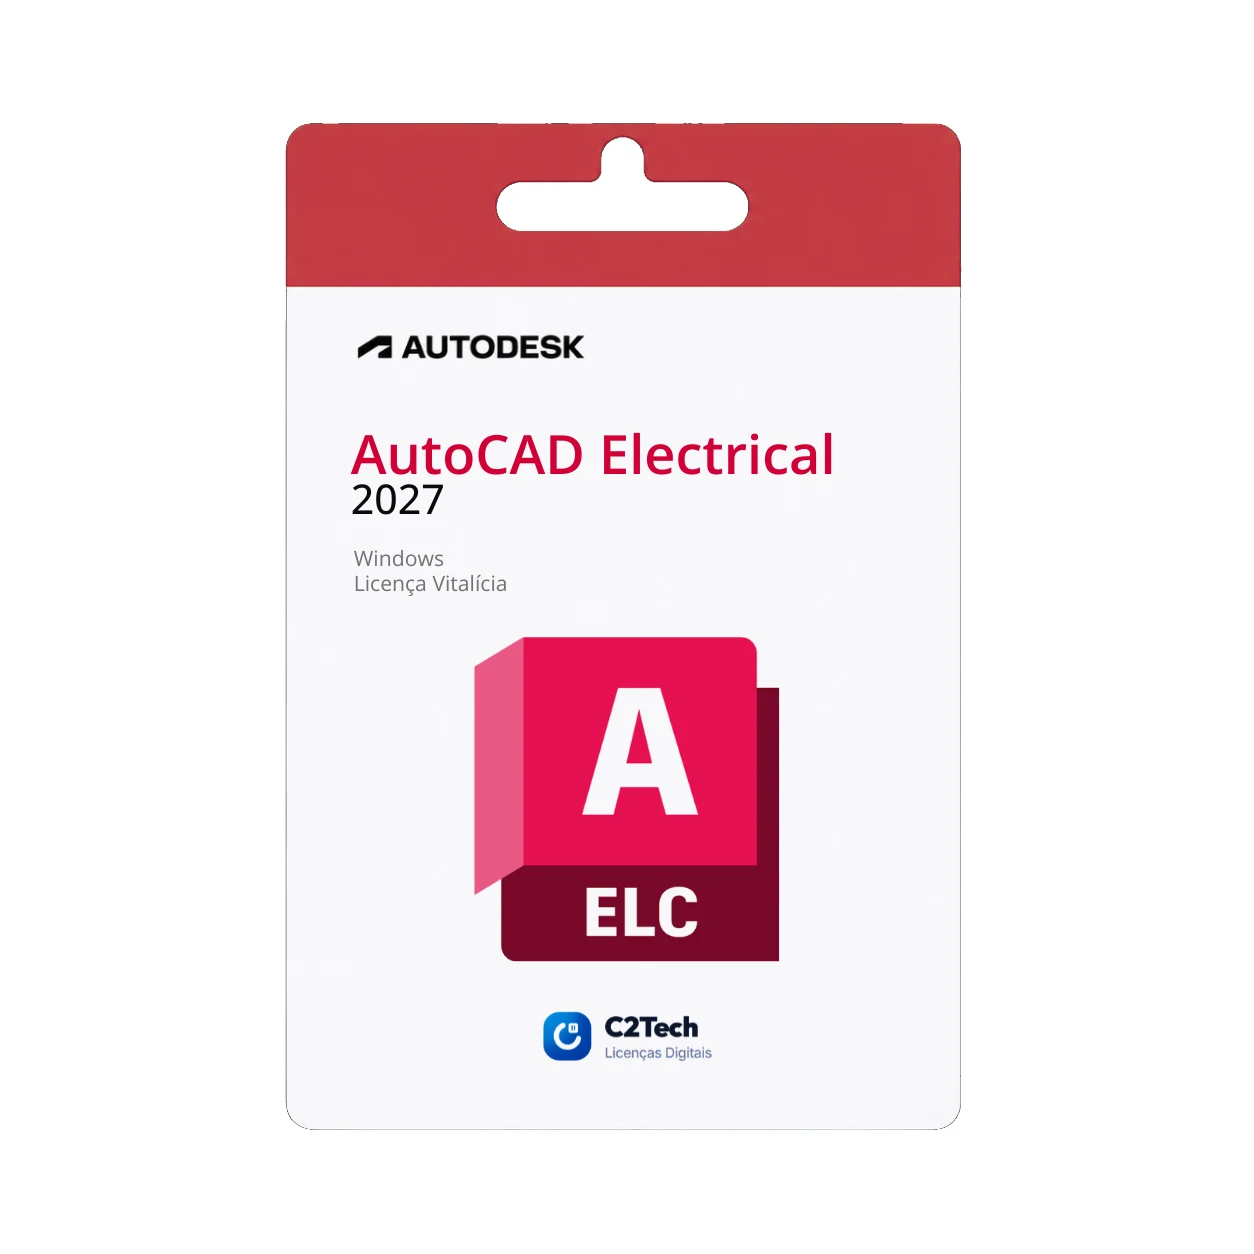 AUTODESK
AutoCAD Electrical
2027
Windows
Licença Vitalícia
A
ELC
C2Tech
Licenças Digitais